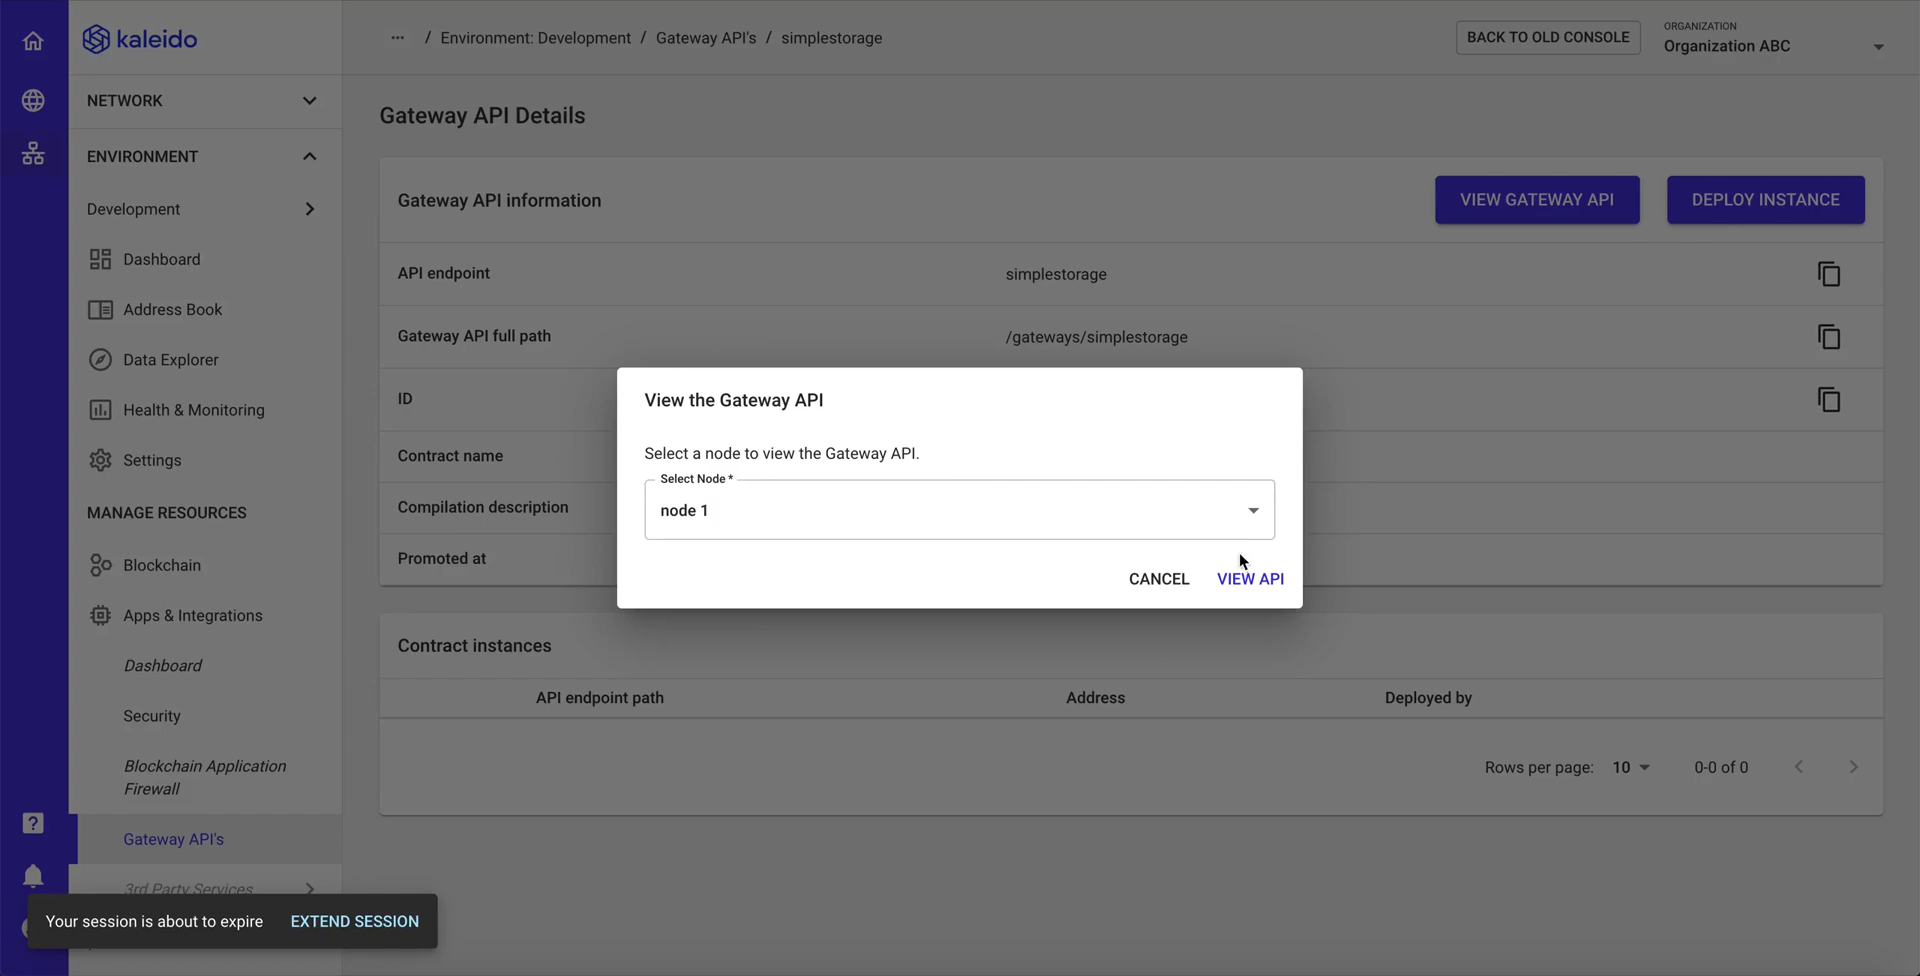 kaleido
... / Environment: Development / Gateway API's / simplestorage
BACK TO OLD CONSOLE
ORGANIZATION
Organization ABC
NETWORK
ENVIRONMENT
Development
Dashboard
Address Book
Data Explorer
Health & Monitoring
Settings
MANAGE RESOURCES
Blockchain
Apps & Integrations
Dashboard
Security
Blockchain Application
Firewall
Gateway API's
3rd Party Services
Gateway API Details
Gateway API information
VIEW GATEWAY API
DEPLOY INSTANCE
API endpoint
simplestorage
Gateway API full path
/gateways/simplestorage
ID
Contract name
Compilation description
Promoted at
View the Gateway API
Select a node to view the Gateway API.
Select Node *
node 1
CANCEL
VIEW API
Contract instances
API endpoint path
Address
Deployed by
Rows per page: 10
0-0 of 0
?
Your session is about to expire
EXTEND SESSION